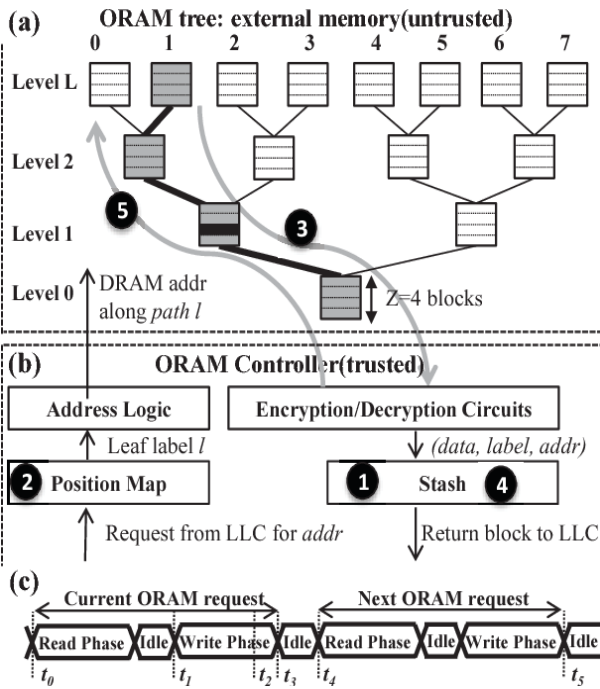 (a) ORAM tree: external memory(untrusted)
0 1 2 3 4 5 6 7
Level L
Level 2
Level 1
Level 0
5
3
DRAM addr
along path l
Z=4 blocks
(b) ORAM Controller(trusted)
Address Logic
Encryption/Decryption Circuits
Leaf label l
(data, label, addr)
2 Position Map
1 Stash 4
Request from LLC for addr
Return block to LLC
(c) Current ORAM request Next ORAM request
Read Phase Idle Write Phase Idle Read Phase Idle Write Phase Idle
t0 t1 t2 t3 t4 t5